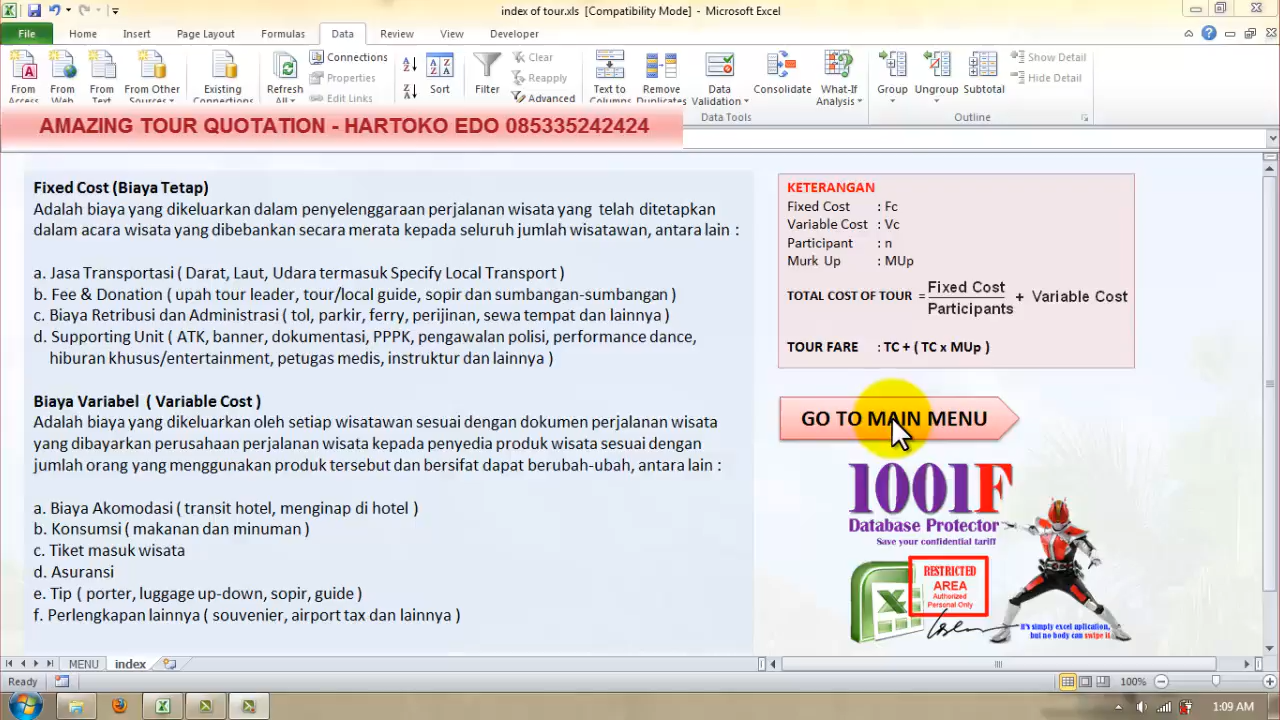 index of tour.xls [Compatibility Mode] - Microsoft Excel
File Home Insert Page Layout Formulas Data Review View Developer
From Access
From Web
From Text
From Other Sources
Existing Connections
Refresh All
Connections
Properties
Edit Links
Sort
Filter
Clear
Reapply
Advanced
Text to Columns
Remove Duplicates
Data Validation
Consolidate
What-If Analysis
Group
Ungroup
Subtotal
Show Detail
Hide Detail
Data Tools
Outline
AMAZING TOUR QUOTATION - HARTOKO EDO 085335242424
Fixed Cost (Biaya Tetap)
Adalah biaya yang dikeluarkan dalam penyelenggaraan perjalanan wisata yang telah ditetapkan
dalam acara wisata yang dibebankan secara merata kepada seluruh jumlah wisatawan, antara lain :
a. Jasa Transportasi ( Darat, Laut, Udara termasuk Specify Local Transport )
b. Fee & Donation ( upah tour leader, tour/local guide, sopir dan sumbangan-sumbangan )
c. Biaya Retribusi dan Administrasi ( tol, parkir, ferry, perijinan, sewa tempat dan lainnya )
d. Supporting Unit ( ATK, banner, dokumentasi, PPPK, pengawalan polisi, performance dance,
hiburan khusus/entertainment, petugas medis, instruktur dan lainnya )
Biaya Variabel ( Variable Cost )
Adalah biaya yang dikeluarkan oleh setiap wisatawan sesuai dengan dokumen perjalanan wisata
yang dibayarkan perusahaan perjalanan wisata kepada penyedia produk wisata sesuai dengan
jumlah orang yang menggunakan produk tersebut dan bersifat dapat berubah-ubah, antara lain :
a. Biaya Akomodasi ( transit hotel, menginap di hotel )
b. Konsumsi ( makanan dan minuman )
c. Tiket masuk wisata
d. Asuransi
e. Tip ( porter, luggage up-down, sopir, guide )
f. Perlengkapan lainnya ( souvenier, airport tax dan lainnya )
KETERANGAN
Fixed Cost : Fc
Variable Cost : Vc
Participant : n
Murk Up : MUp
TOTAL COST OF TOUR = Fixed Cost / Participants + Variable Cost
TOUR FARE : TC + ( TC x MUp )
GO TO MAIN MENU
1001F
Database Protector
Save your confidential tariff
RESTRICTED
AREA
Authorized
Personal Only
It's simply excel aplication,
but no body can swipe it
MENU index
Ready
100%
1:09 AM